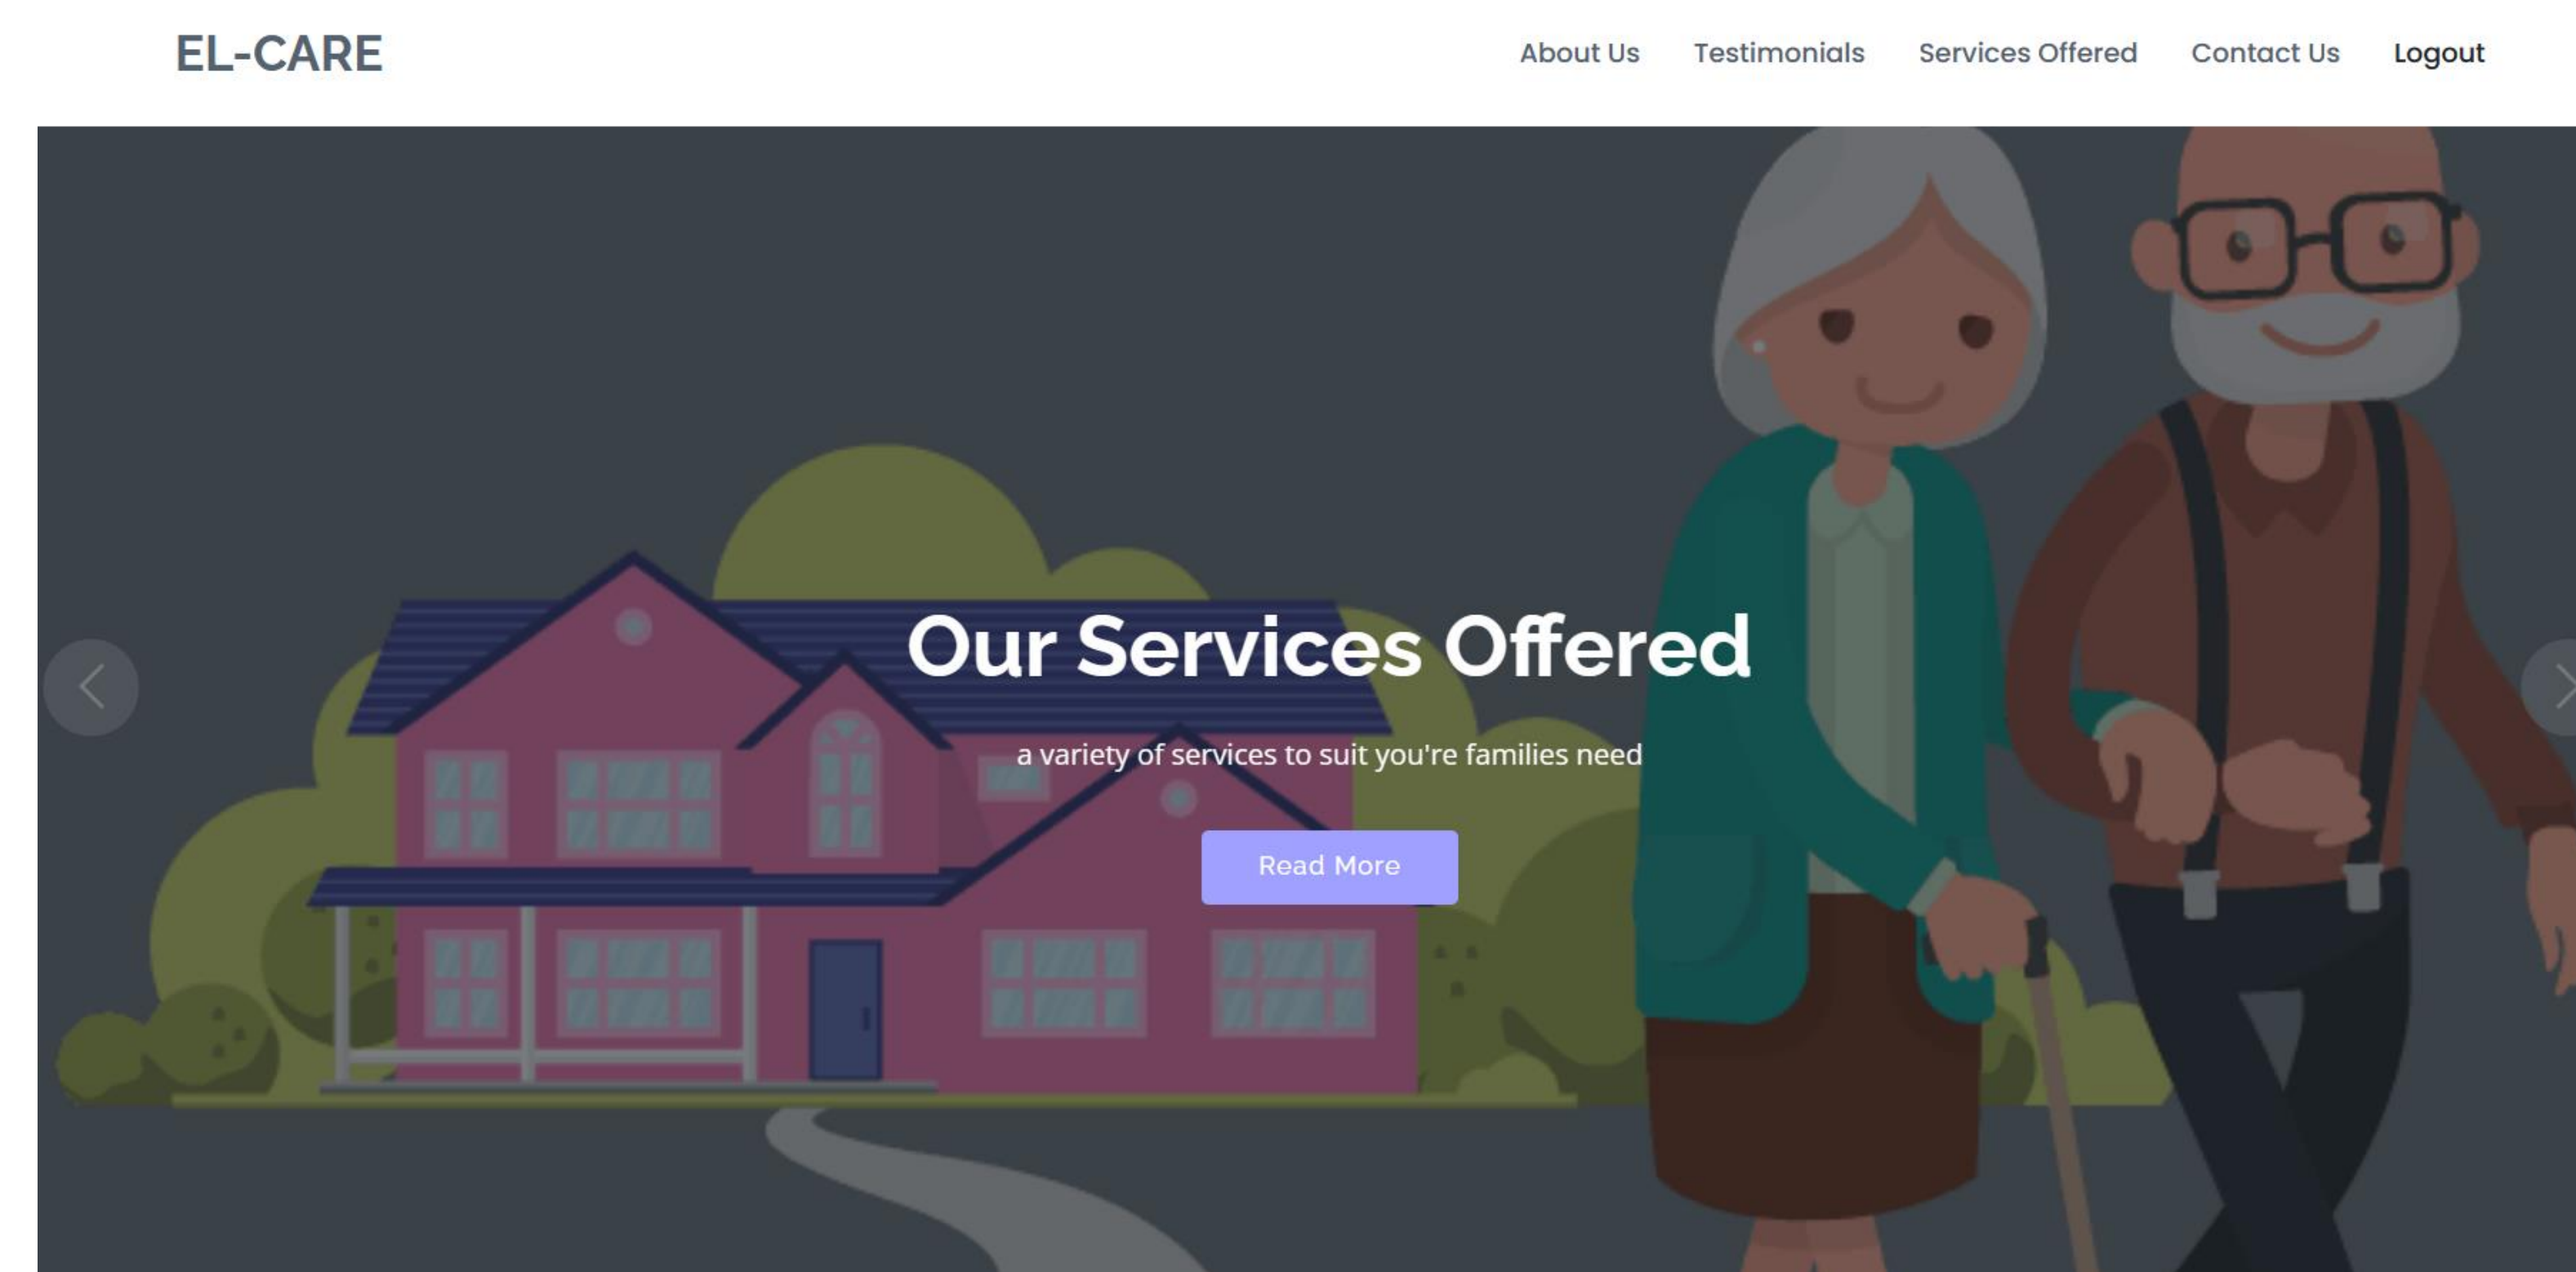 EL-CARE
About Us Testimonials Services Offered Contact Us Logout
Our Services Offered
a variety of services to suit you're families need
Read More